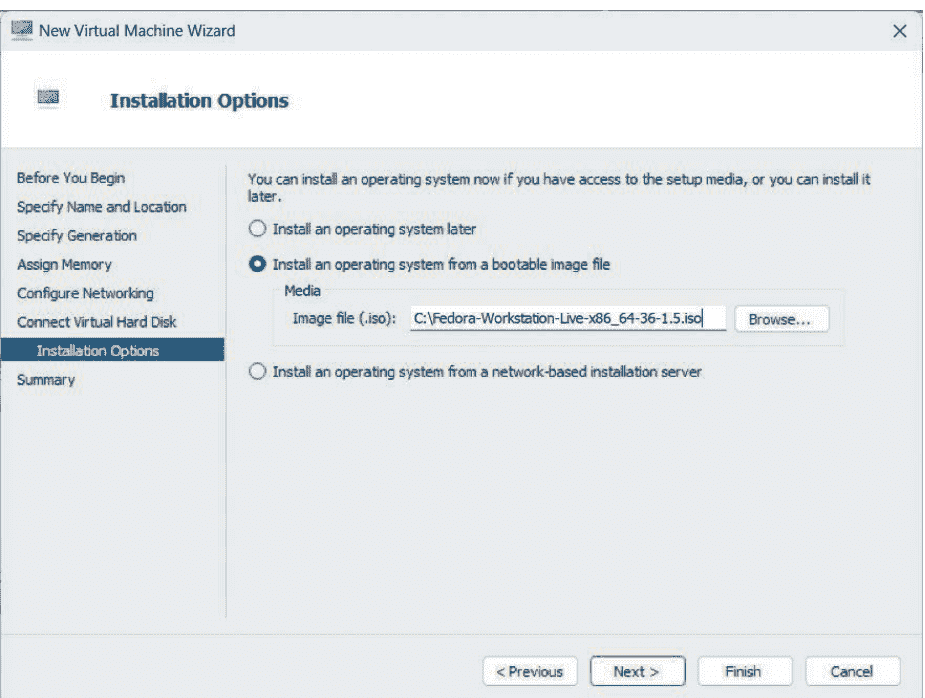 New Virtual Machine Wizard
Installation Options
Before You Begin
Specify Name and Location
Specify Generation
Assign Memory
Configure Networking
Connect Virtual Hard Disk
Installation Options
Summary
You can install an operating system now if you have access to the setup media, or you can install it
later.
Install an operating system later
Install an operating system from a bootable image file
Media
Image file (.iso): C:\Fedora-Workstation-Live-x86_64-36-1.5.iso Browse...
Install an operating system from a network-based installation server
< Previous Next > Finish Cancel